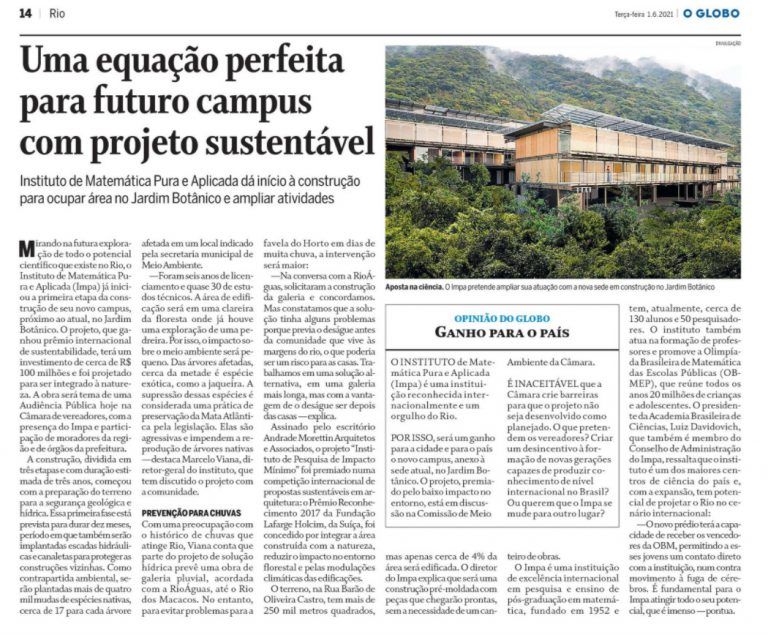 14 | Rio
Terça-feira 1.6.2021 | O GLOBO
Uma equação perfeita
para futuro campus
com projeto sustentável
Instituto de Matemática Pura e Aplicada dá início à construção
para ocupar área no Jardim Botânico e ampliar atividades
DIVULGAÇÃO
Aposta na ciência. O Impa pretende ampliar sua atuação com a nova sede em construção no Jardim Botânico
Mirando na futura explora-
ção de todo o potencial
científico que existe no Rio, o
Instituto de Matemática Pu-
ra e Aplicada (Impa) já ini-
ciou a primeira etapa da cons-
trução de seu novo campus,
próximo ao atual, no Jardim
Botânico. O projeto, que ga-
nhou prêmio internacional
de sustentabilidade, terá um
investimento de cerca de R$
100 milhões e foi projetado
para ser integrado à nature-
za. A obra será tema de uma
Audiência Pública hoje na
Câmara de vereadores, com a
presença do Impa e partici-
pação de moradores da regi-
ão e de órgãos da prefeitura.
A construção, dividida em
três etapas e com duração esti-
mada de três anos, começou
com a preparação do terreno
para a segurança geológica e
hídrica. Essa primeira fase está
prevista para durar dez meses,
período em que também serão
implantadas escadas hidráuli-
cas e canaletas para proteger as
construções vizinhas. Como
contrapartida ambiental, se-
rão plantadas mais de quatro
mil mudas de espécies nativas,
cerca de 17 para cada árvore
afetada em um local indicado
pela secretaria municipal de
Meio Ambiente.
—Foram seis anos de licen-
ciamento e quase 30 de estu-
dos técnicos. A área de edifica-
ção será em uma clareira
da floresta onde já houve
uma exploração de uma pe-
dreira. Por isso, o impacto so-
bre o meio ambiente será peque-
no. Das árvores afetadas,
cerca da metade é espécie
exótica, como a jaqueira. A
supressão dessas espécies é
considerada uma prática de
preservação da Mata Atlânti-
ca pela legislação. Elas são
agressivas e impendem a re-
produção de árvores nativas
—destaca Marcelo Viana, di-
retor-geral do instituto, que
tem discutido o projeto com
a comunidade.
PREVENÇÃO PARA CHUVAS
Com uma preocupação com
o histórico de chuvas que
atinge Rio, Viana conta que
parte do projeto de solução
hídrica prevê uma obra de
galeria pluvial, acordada
com a RioÁguas, até o Rio
dos Macacos. No entanto,
para evitar problemas para a
favela do Horto em dias de
muita chuva, a intervenção
será maior:
—Na conversa com a RioÁ-
guas, solicitaram a construção
da galeria e concordamos.
Mas constatamos que a solu-
ção tinha alguns problemas
porque previa o deságue antes
da comunidade que vive às
margens do rio, o que poderia
ser um risco para as casas. Tra-
balhamos em uma solução al-
ternativa, em uma galeria
mais longa, mas com a vanta-
gem de o deságue ser depois
das casas — explica.
Assinado pelo escritório
Andrade Morettin Arquitetos
e Associados, o projeto “Insti-
tuto de Pesquisa de Impacto
Mínimo” foi premiado numa
competição internacional de
propostas sustentáveis em ar-
quitetura: o Prêmio Reconhe-
cimento 2017 da Fundação
Lafarge Holcim, da Suíça, foi
concedido por integrar a área
construída com a natureza,
reduzir o impacto no entorno
florestal e pelas modulações
climáticas das edificações.
O terreno, na Rua Barão de
Oliveira Castro, tem mais de
250 mil metros quadrados,
OPINIÃO DO GLOBO
GANHO PARA O PAÍS
O INSTITUTO de Mate-
mática Pura e Aplicada
(Impa) é uma institui-
ção reconhecida inter-
nacionalmente e um
orgulho do Rio.
POR ISSO, será um ganho
para a cidade e para o país
o novo campus, anexo à
sede atual, no Jardim Bo-
tânico. O projeto, premia-
do pelo baixo impacto no
entorno, está em discus-
são na Comissão de Meio
Ambiente da Câmara.
É INACEITÁVEL que a
Câmara crie barreiras
para que o projeto não
seja desenvolvido como
planejado. O que preten-
dem os vereadores? Criar
um desincentivo à for-
mação de novas gerações
capazes de produzir co-
nhecimento de nível
internacional no Brasil?
Ou querem que o Impa se
mude para outro lugar?
mas apenas cerca de 4% da
área será edificada. O diretor
do Impa explica que será uma
construção pré-moldada com
peças que chegarão prontas,
sem a necessidade de um can-
teiro de obras.
O Impa é uma instituição
de excelência internacional
em pesquisa e ensino de
pós-graduação em matemá-
tica, fundado em 1952 e
tem, atualmente, cerca de
130 alunos e 50 pesquisado-
res. O instituto também
atua na formação de profes-
sores e promove a Olimpía-
da Brasileira de Matemática
das Escolas Públicas (OB-
MEP), que reúne todos os
anos 20 milhões de crianças
e adolescentes. O presidente
da Academia Brasileira de
Ciências, Luiz Davidovich,
que também é membro do
Conselho de Administração
do Impa, ressalta que o insti-
tuto é um dos maiores cen-
tros de ciência do país e,
com a expansão, tem poten-
cial de projetar o Rio no ce-
nário internacional:
—O novo prédio terá a capa-
cidade de receber os vencedo-
res da OBM, permitindo a es-
ses jovens um contato direto
com a instituição, num contra
movimento à fuga de cére-
bros. É fundamental para o
Impa atingir todo o seu poten-
cial, que é imenso —pontua.